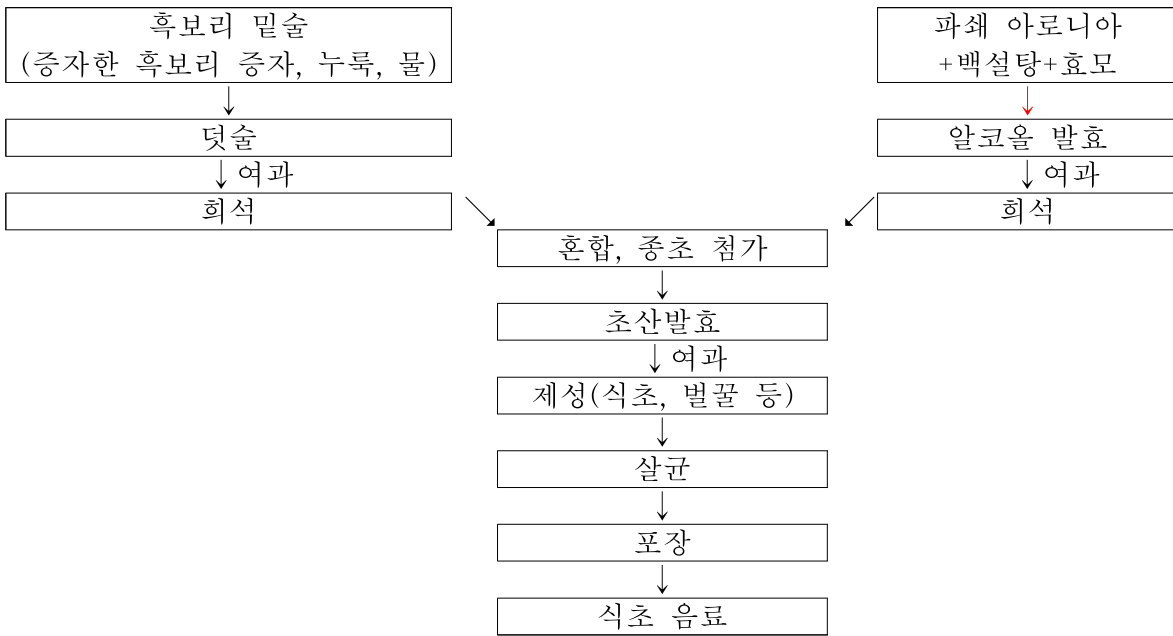 흑보리 밑술
(증자한 흑보리 증자, 누룩, 물)
덧술
여과
희석
파쇄 아로니아
+백설탕+효모
알코올 발효
여과
희석
혼합, 종초 첨가
초산발효
여과
제성(식초, 벌꿀 등)
살균
포장
식초 음료